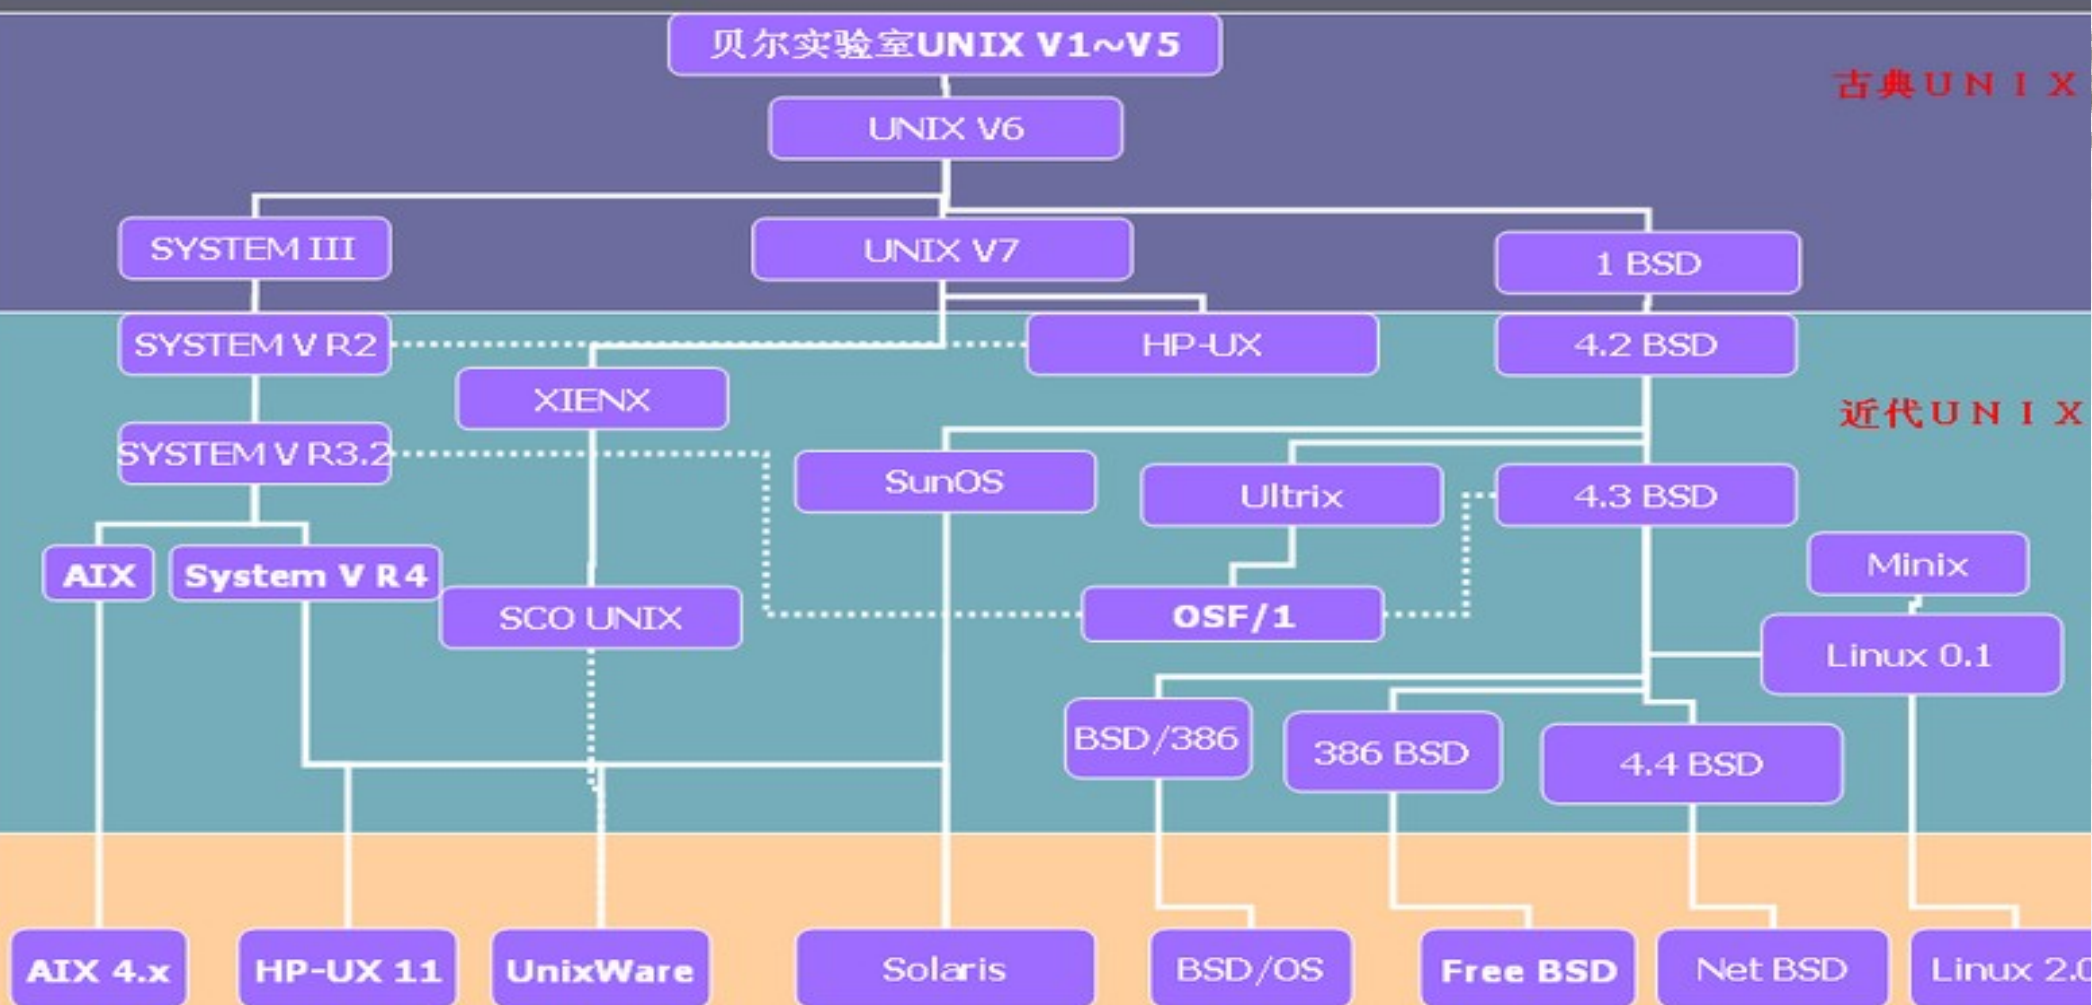 贝尔实验室UNIX V1~V5
古典UNIX
UNIX V6
SYSTEM III
UNIX V7
1 BSD
SYSTEM V R2
HP-UX
4.2 BSD
XIENX
近代UNIX
SYSTEM V R3.2
SunOS
Ultrix
4.3 BSD
AIX
System V R4
Minix
SCO UNIX
OSF/1
Linux 0.1
BSD/386
386 BSD
4.4 BSD
AIX 4.x
HP-UX 11
UnixWare
Solaris
BSD/OS
Free BSD
Net BSD
Linux 2.0